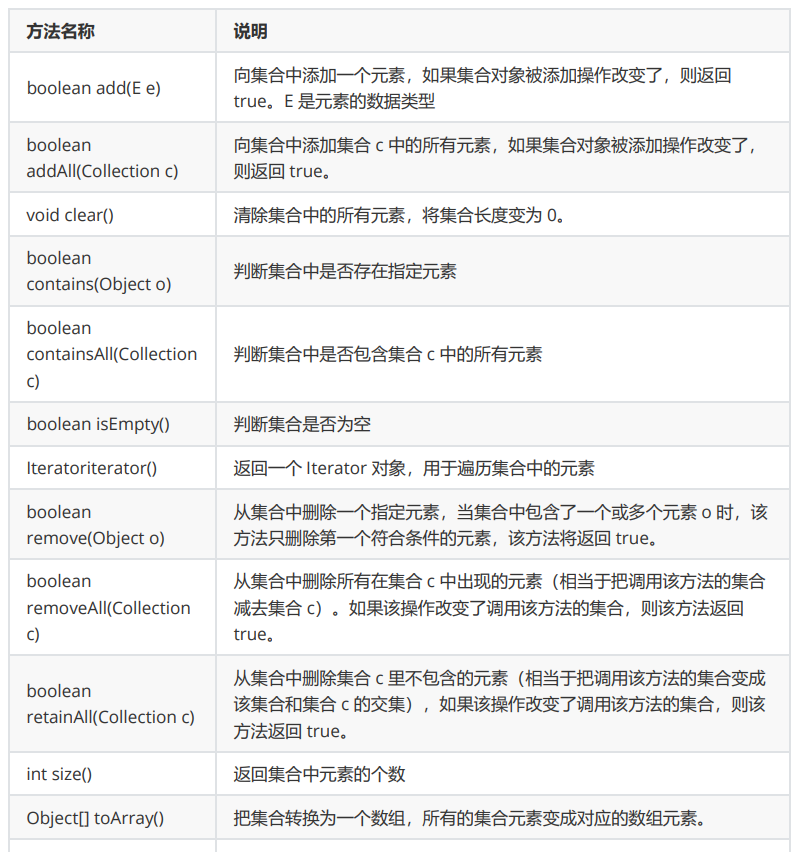 方法名称 说明
boolean add(E e)
向集合中添加一个元素，如果集合对象被添加操作改变了，则返回
true。E 是元素的数据类型
boolean
addAll(Collection c)
向集合中添加集合 c 中的所有元素，如果集合对象被添加操作改变了，
则返回 true。
void clear()
清除集合中的所有元素，将集合长度变为 0。
boolean
contains(Object o)
判断集合中是否存在指定元素
boolean
containsAll(Collection
c)
判断集合中是否包含集合 c 中的所有元素
boolean isEmpty()
判断集合是否为空
Iteratoriterator()
返回一个 Iterator 对象，用于遍历集合中的元素
boolean
remove(Object o)
从集合中删除一个指定元素，当集合中包含了一个或多个元素 o 时，该
方法只删除第一个符合条件的元素，该方法将返回 true。
boolean
removeAll(Collection
c)
从集合中删除所有在集合 c 中出现的元素（相当于把调用该方法的集合
减去集合 c）。如果该操作改变了调用该方法的集合，则该方法返回
true。
boolean
retainAll(Collection c)
从集合中删除集合 c 里不包含的元素（相当于把调用该方法的集合变成
该集合和集合 c 的交集），如果该操作改变了调用该方法的集合，则该
方法返回 true。
int size()
返回集合中元素的个数
Object[] toArray()
把集合转换为一个数组，所有的集合元素变成对应的数组元素。